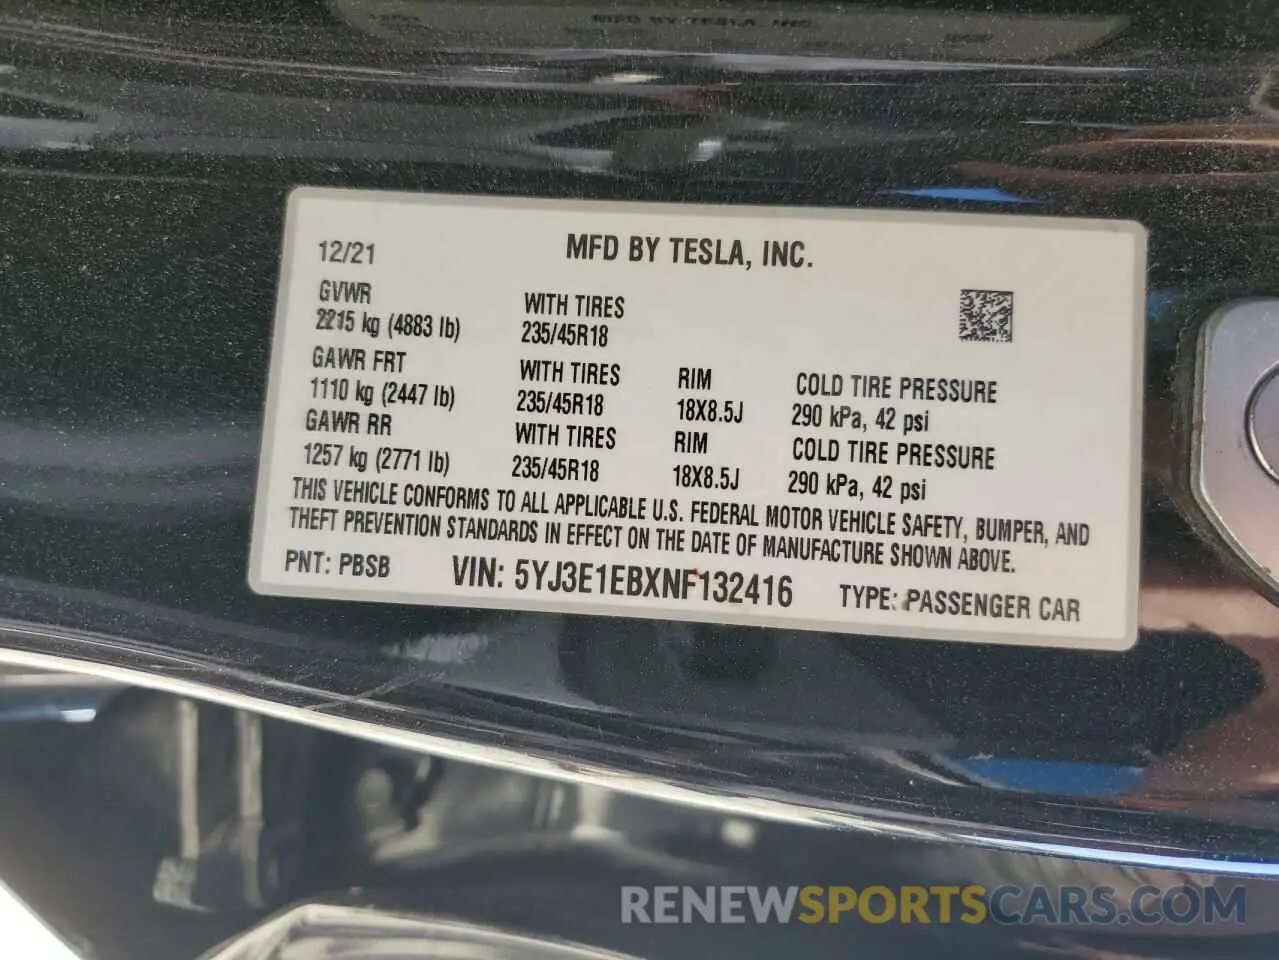 12/21 MFD BY TESLA, INC.
GVWR WITH TIRES
2215 kg (4883 lb) 235/45R18
GAWR FRT WITH TIRES RIM COLD TIRE PRESSURE
1110 kg (2447 lb) 235/45R18 18X8.5J 290 kPa, 42 psi
GAWR RR WITH TIRES RIM COLD TIRE PRESSURE
1257 kg (2771 lb) 235/45R18 18X8.5J 290 kPa, 42 psi
THIS VEHICLE CONFORMS TO ALL APPLICABLE U.S. FEDERAL MOTOR VEHICLE SAFETY, BUMPER, AND
THEFT PREVENTION STANDARDS IN EFFECT ON THE DATE OF MANUFACTURE SHOWN ABOVE.
PNT: PBSB VIN: 5YJ3E1EBXNF132416 TYPE: PASSENGER CAR
RENEWSPORTSCARS.COM